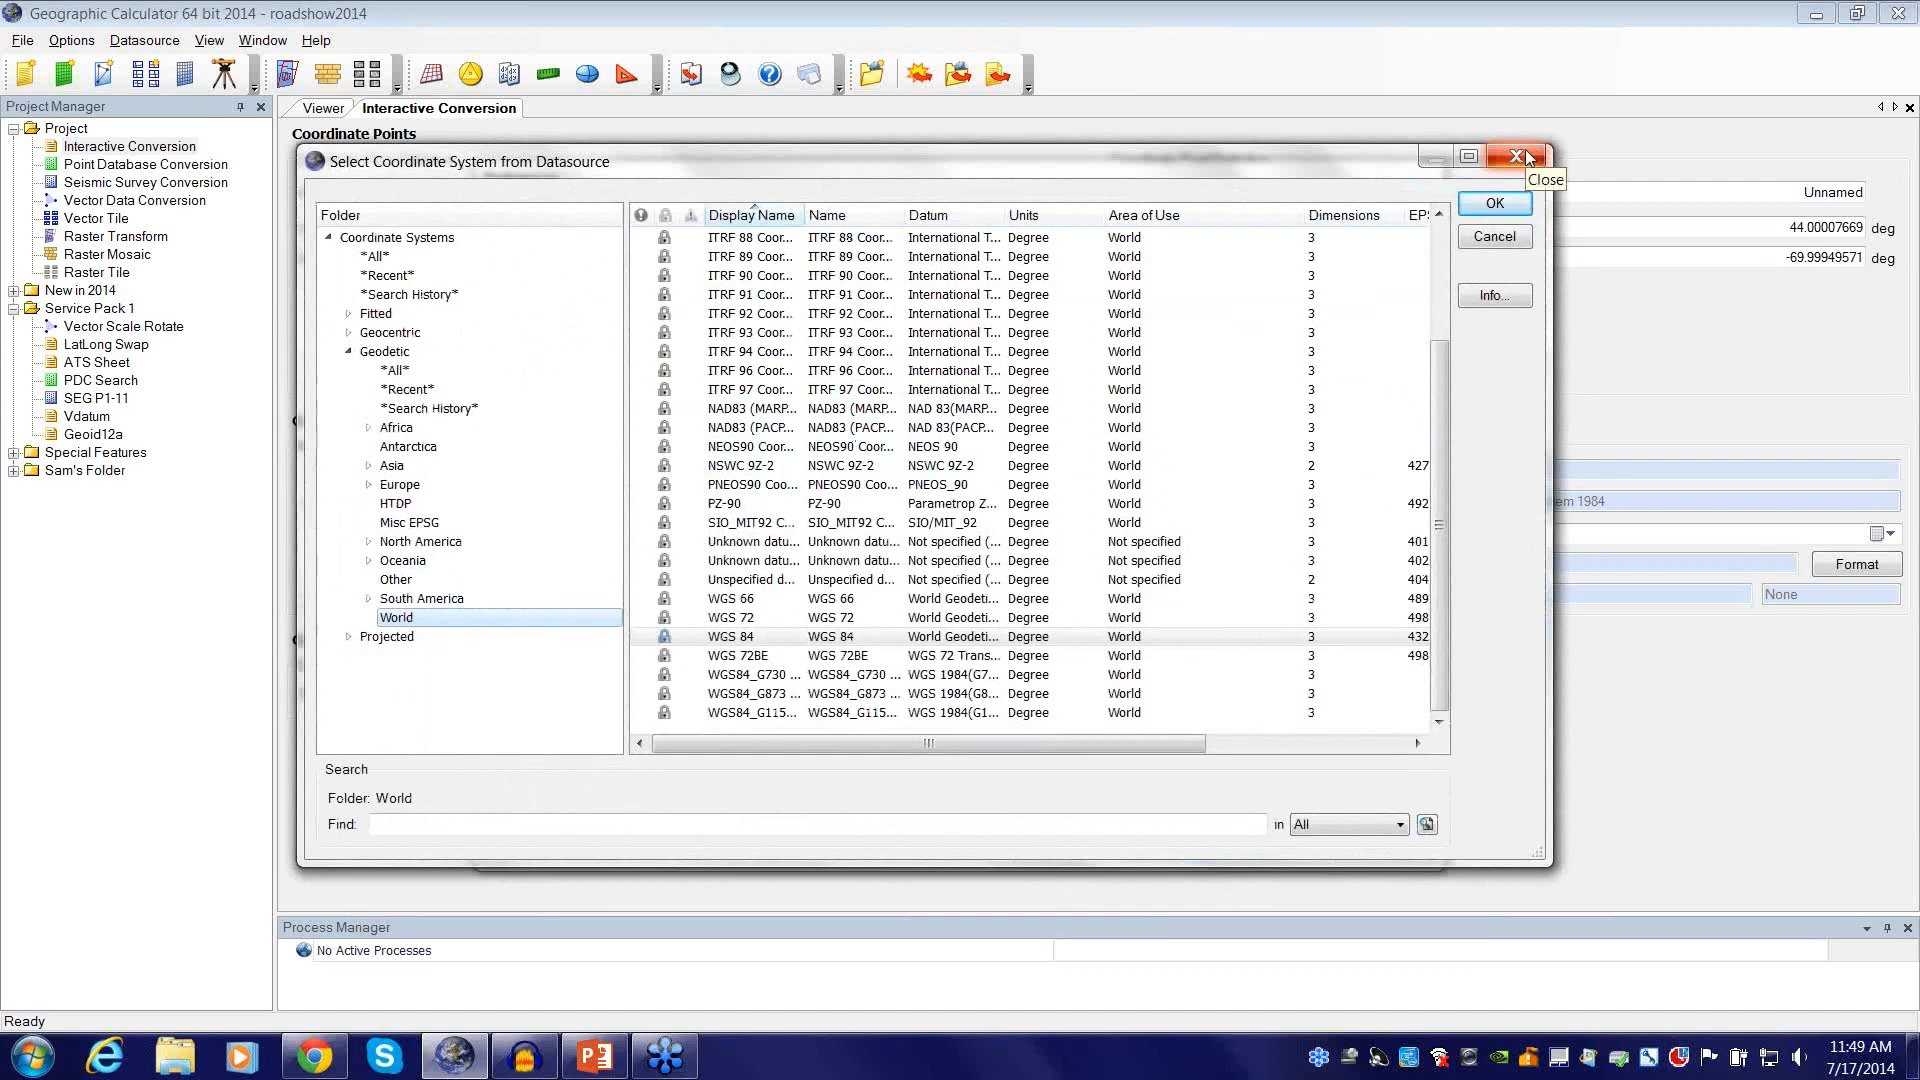 Geographic Calculator 64 bit 2014 - roadshow2014
File Options Datasource View Window Help
Project Manager
Project
Interactive Conversion
Point Database Conversion
Seismic Survey Conversion
Vector Data Conversion
Vector Tile
Raster Transform
Raster Mosaic
Raster Tile
New in 2014
Service Pack 1
Vector Scale Rotate
LatLong Swap
ATS Sheet
PDC Search
SEG P1-11
Vdatum
Geoid12a
Special Features
Sam's Folder
Viewer Interactive Conversion
Coordinate Points
Select Coordinate System from Datasource
Close
Folder
Coordinate Systems
*All*
*Recent*
*Search History*
Fitted
Geocentric
Geodetic
*All*
*Recent*
*Search History*
Africa
Antarctica
Asia
Europe
HTDP
Misc EPSG
North America
Oceania
Other
South America
World
Projected
Display Name Name Datum Units Area of Use Dimensions EPS
ITRF 88 Coor... ITRF 88 Coor... International T... Degree World 3
ITRF 89 Coor... ITRF 89 Coor... International T... Degree World 3
ITRF 90 Coor... ITRF 90 Coor... International T... Degree World 3
ITRF 91 Coor... ITRF 91 Coor... International T... Degree World 3
ITRF 92 Coor... ITRF 92 Coor... International T... Degree World 3
ITRF 93 Coor... ITRF 93 Coor... International T... Degree World 3
ITRF 94 Coor... ITRF 94 Coor... International T... Degree World 3
ITRF 96 Coor... ITRF 96 Coor... International T... Degree World 3
ITRF 97 Coor... ITRF 97 Coor... International T... Degree World 3
NAD83 (MARP... NAD83 (MARP... NAD 83(MARP... Degree World 3
NAD83 (PACP... NAD83 (PACP... NAD 83(PACP... Degree World 3
NEOS90 Coor... NEOS90 Coor... NEOS 90 Degree World 3
NSWC 9Z-2 NSWC 9Z-2 NSWC 9Z-2 Degree World 2 427
PNEOS90 Coo... PNEOS90 Coor... PNEOS_90 Degree World 3
PZ-90 PZ-90 Parametrop Z... Degree World 3 492
SIO_MIT92 C... SIO_MIT92 C... SIO/MIT_92 Degree World 3
Unknown datu... Unknown datu... Not specified (... Degree Not specified 3 401
Unknown datu... Unknown datu... Not specified (... Degree Not specified 3 402
Unspecified d... Unspecified d... Not specified (... Degree Not specified 2 404
WGS 66 WGS 66 World Geodeti... Degree World 3 489
WGS 72 WGS 72 World Geodeti... Degree World 3 498
WGS 84 WGS 84 World Geodeti... Degree World 3 432
WGS 72BE WGS 72BE WGS 72 Trans... Degree World 3 498
WGS84_G730 ... WGS84_G730 ... WGS 1984(G7... Degree World 3
WGS84_G873 ... WGS84_G873 ... WGS 1984(G8... Degree World 3
WGS84_G115... WGS84_G115... WGS 1984(G1... Degree World 3
OK
Cancel
Info...
Search
Folder: World
Find: in All
Unnamed
44.00007669 deg
-69.99949571 deg
tem 1984
Format
None
Process Manager
No Active Processes
Ready
11:49 AM
7/17/2014